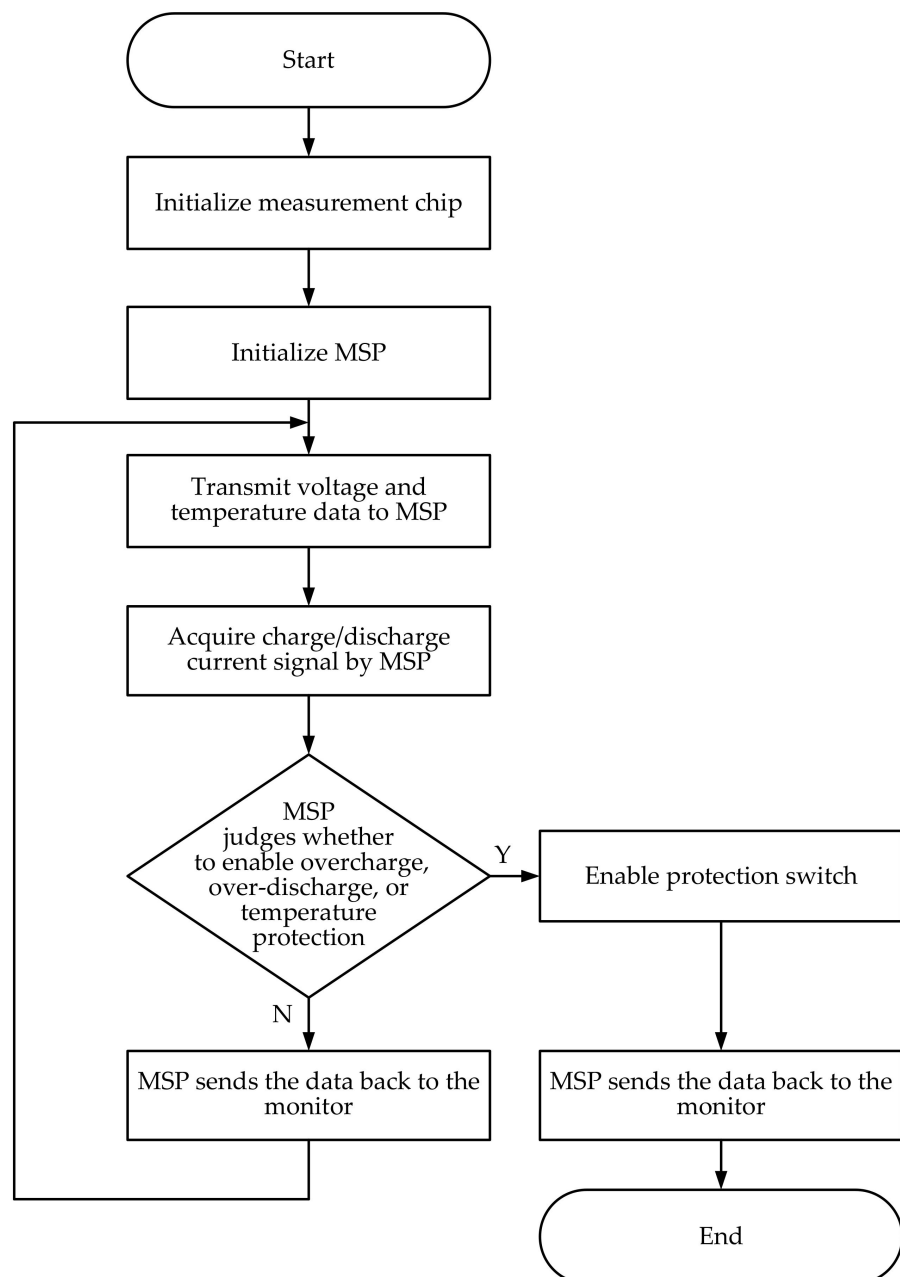 Start
Initialize measurement chip
Initialize MSP
Transmit voltage and
temperature data to MSP
Acquire charge/discharge
current signal by MSP
MSP
judges whether
to enable overcharge,
over-discharge, or
temperature
protection
Y
Enable protection switch
N
MSP sends the data back to the
monitor
MSP sends the data back to the
monitor
End